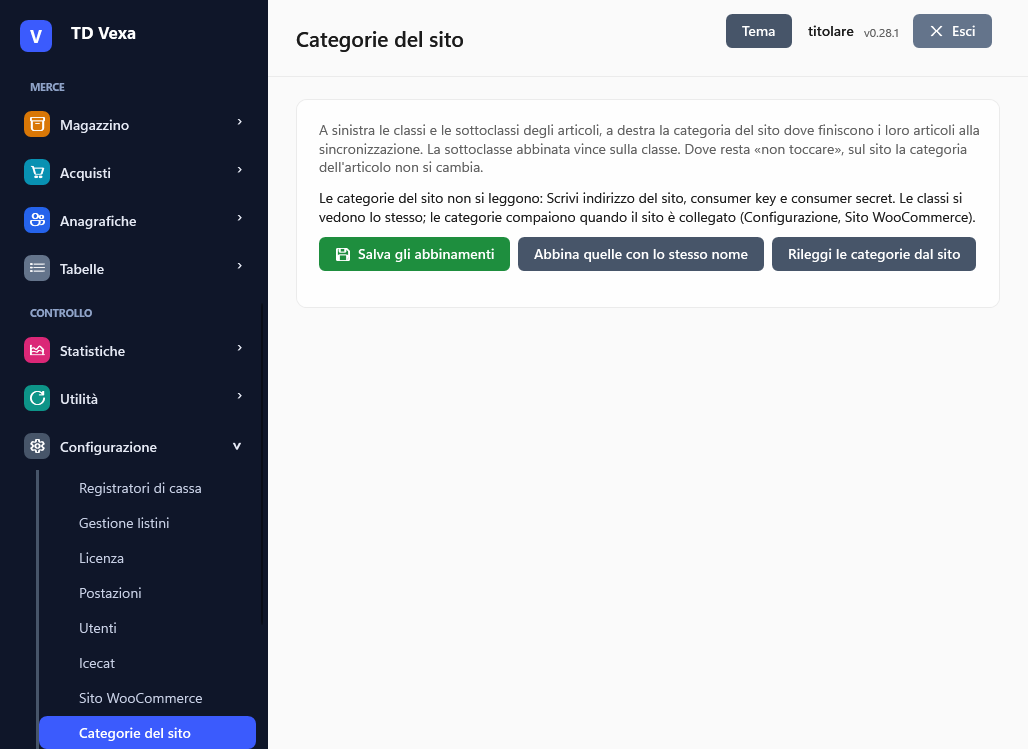 V
TD Vexa
MERCE
Magazzino
Acquisti
Anagrafiche
Tabelle
CONTROLLO
Statistiche
Utilità
Configurazione
Registratori di cassa
Gestione listini
Licenza
Postazioni
Utenti
Icecat
Sito WooCommerce
Categorie del sito
Categorie del sito
Tema
titolare v0.28.1
Esci
A sinistra le classi e le sottoclassi degli articoli, a destra la categoria del sito dove finiscono i loro articoli alla
sincronizzazione. La sottoclasse abbinata vince sulla classe. Dove resta «non toccare», sul sito la categoria
dell'articolo non si cambia.
Le categorie del sito non si leggono: Scrivi indirizzo del sito, consumer key e consumer secret. Le classi si
vedono lo stesso; le categorie compaiono quando il sito è collegato (Configurazione, Sito WooCommerce).
Salva gli abbinamenti
Abbina quelle con lo stesso nome
Rileggi le categorie dal sito